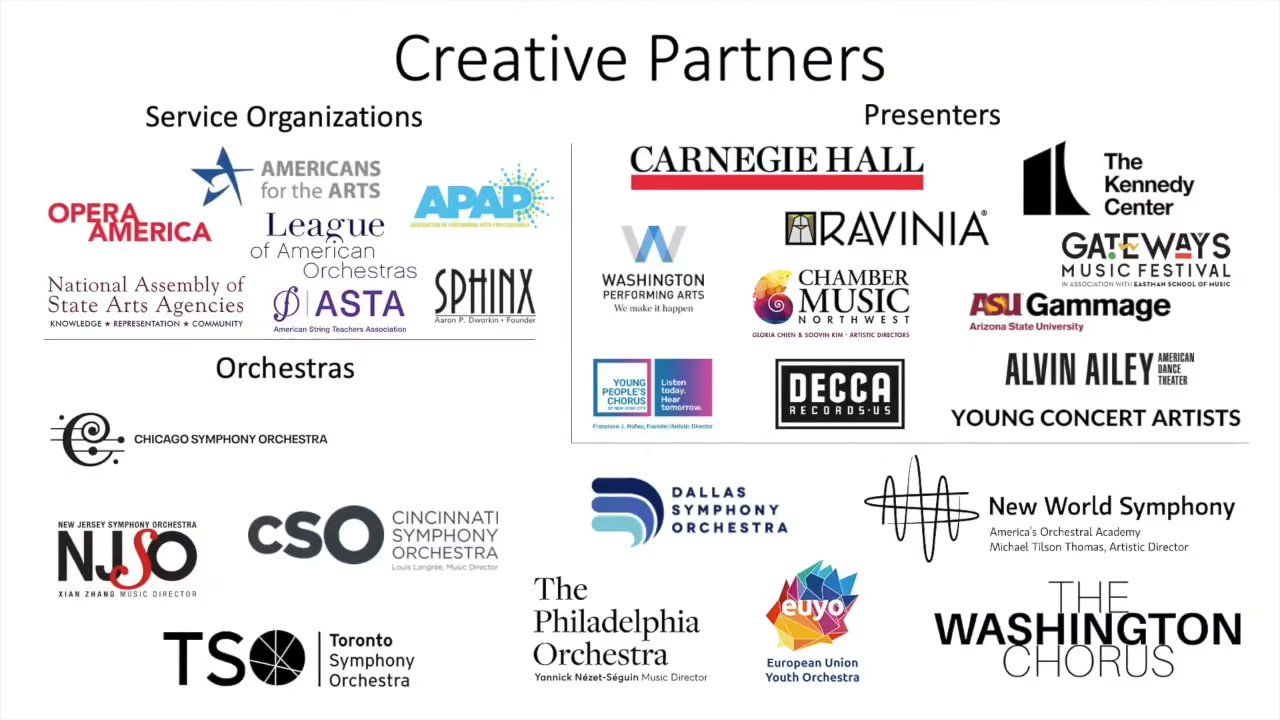 Creative Partners
Service Organizations
AMERICANS
for the ARTS
OPERA
AMERICA
APAP
ASSOCIATION OF PERFORMING ARTS PROFESSIONALS
League
of American
Orchestras
National Assembly of
State Arts Agencies
KNOWLEDGE ★ REPRESENTATION ★ COMMUNITY
ASTA
American String Teachers Association
SPHINX
Aaron P. Dworkin • Founder
Presenters
CARNEGIE HALL
The
Kennedy
Center
RAVINIA®
WASHINGTON
PERFORMING ARTS
We make it happen
GATEWAYS
MUSIC FESTIVAL
IN ASSOCIATION WITH EASTMAN SCHOOL OF MUSIC
CHAMBER
MUSIC
NORTHWEST
GLORIA CHIEN & SOOVIN KIM • ARTISTIC DIRECTORS
ASU Gammage
Arizona State University
YOUNG
PEOPLE'S
CHORUS
OF NEW YORK CITY
Listen
today.
Hear
tomorrow.
Francisco J. Núñez, Founder/Artistic Director
DECCA
RECORDS•US
ALVIN AILEY
AMERICAN
DANCE
THEATER
YOUNG CONCERT ARTISTS
Orchestras
CHICAGO SYMPHONY ORCHESTRA
NEW JERSEY SYMPHONY ORCHESTRA
NJSO
XIAN ZHANG MUSIC DIRECTOR
CSO
CINCINNATI
SYMPHONY
ORCHESTRA
Louis Langrée, Music Director
DALLAS
SYMPHONY
ORCHESTRA
New World Symphony
America's Orchestral Academy
Michael Tilson Thomas, Artistic Director
TSO
Toronto
Symphony
Orchestra
The
Philadelphia
Orchestra
Yannick Nézet-Séguin Music Director
euyo
European Union
Youth Orchestra
THE
WASHINGTON
CHORUS